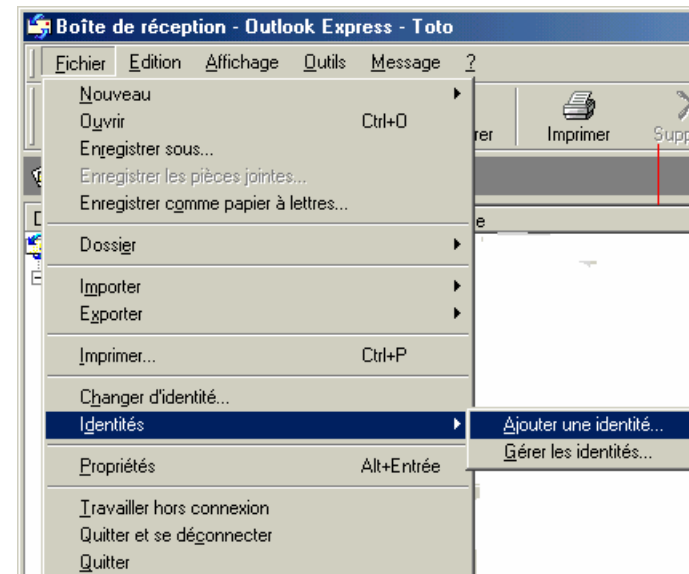 Boîte de réception - Outlook Express - Toto
Fichier Edition Affichage Outils Message ?
Nouveau
Ouvrir Ctrl+O
Enregistrer sous...
Enregistrer les pièces jointes...
Enregistrer comme papier à lettres...
Dossier
Importer
Exporter
Imprimer... Ctrl+P
Changer d'identité...
Identités
Propriétés Alt+Entrée
Travailler hors connexion
Quitter et se déconnecter
Quitter
rer Imprimer Supp
e
Ajouter une identité...
Gérer les identités...